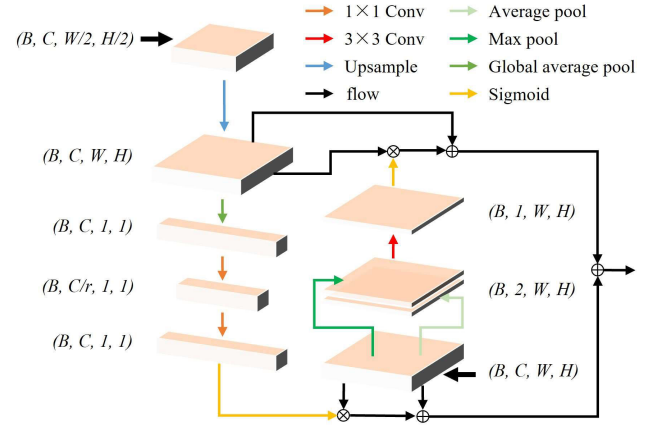 (B, C, W/2, H/2)
1×1 Conv
Average pool
3×3 Conv
Max pool
Upsample
Global average pool
flow
Sigmoid
(B, C, W, H)
(B, C, 1, 1)
(B, 1, W, H)
(B, C/r, 1, 1)
(B, 2, W, H)
(B, C, 1, 1)
(B, C, W, H)